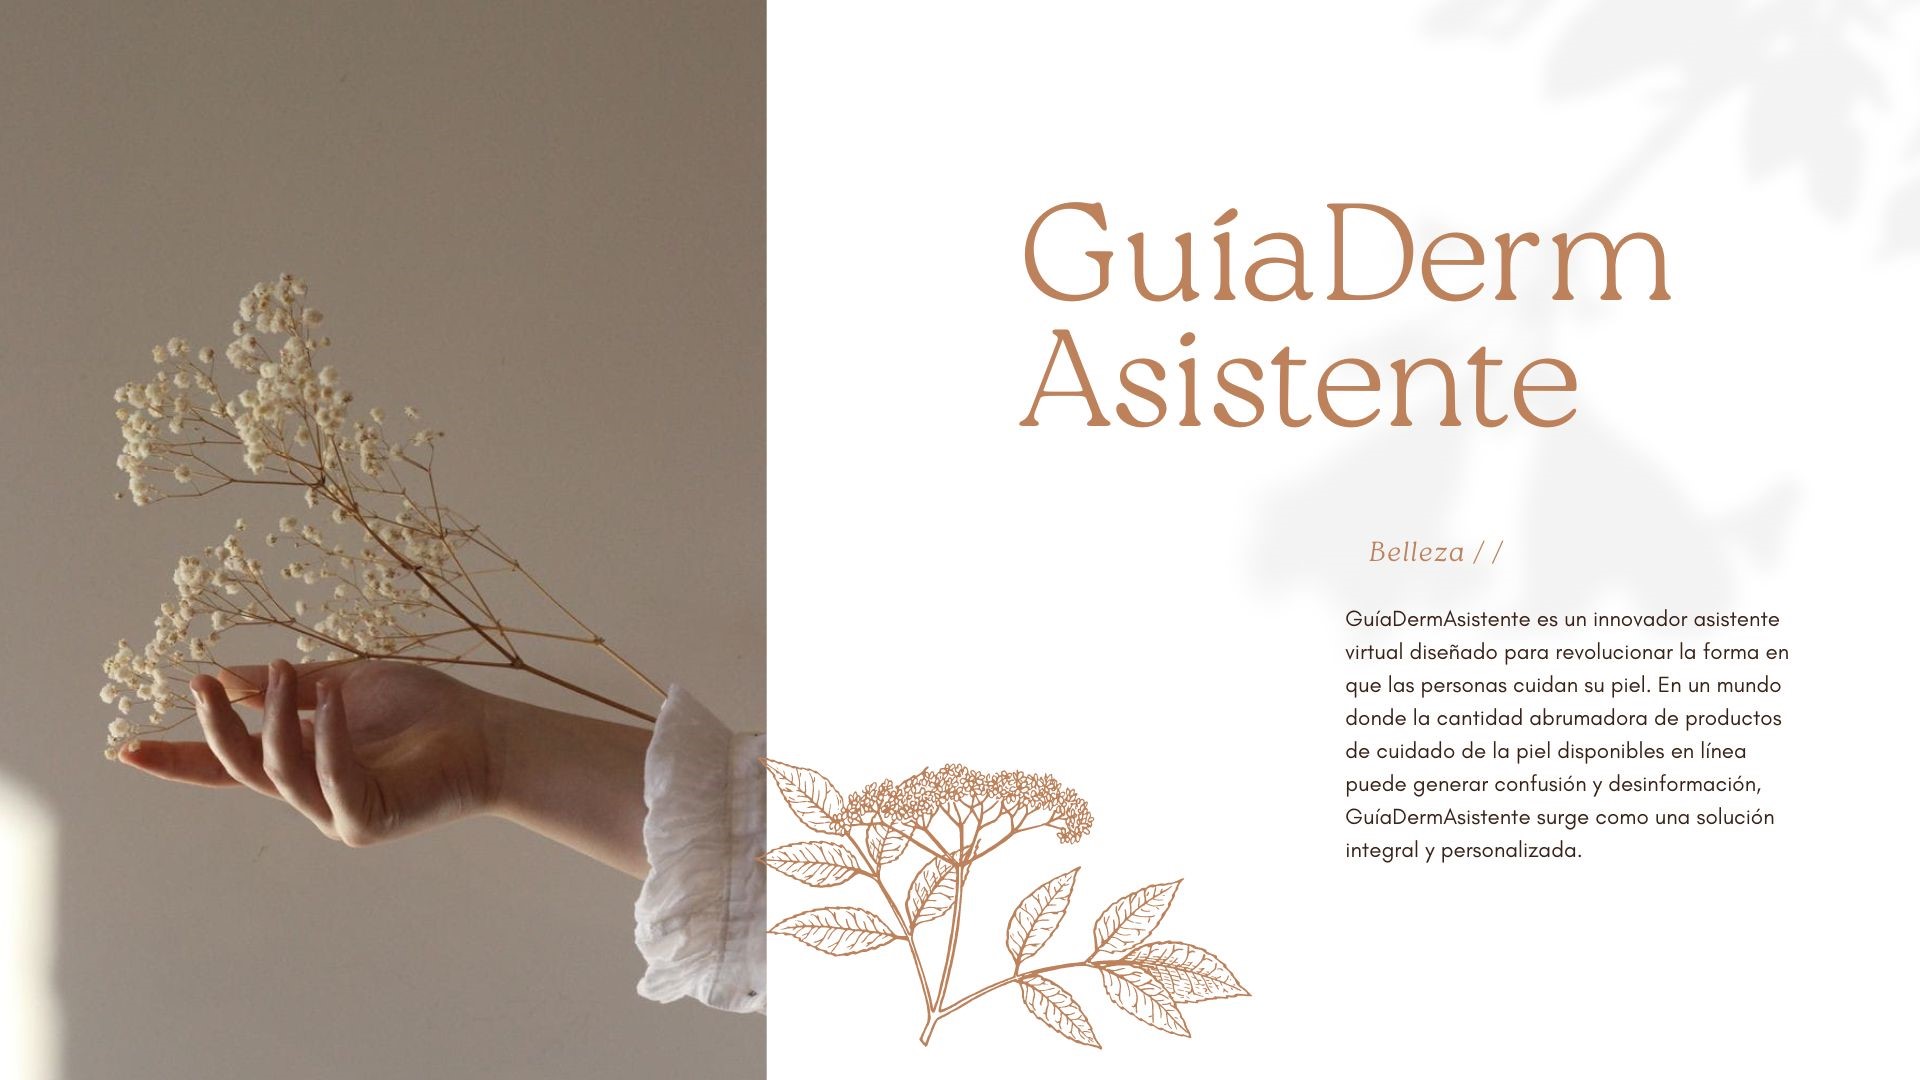 GuíaDerm
Asistente
Belleza //
GuíaDermAsistente es un innovador asistente
virtual diseñado para revolucionar la forma en
que las personas cuidan su piel. En un mundo
donde la cantidad abrumadora de productos
de cuidado de la piel disponibles en línea
puede generar confusión y desinformación,
GuíaDermAsistente surge como una solución
integral y personalizada.